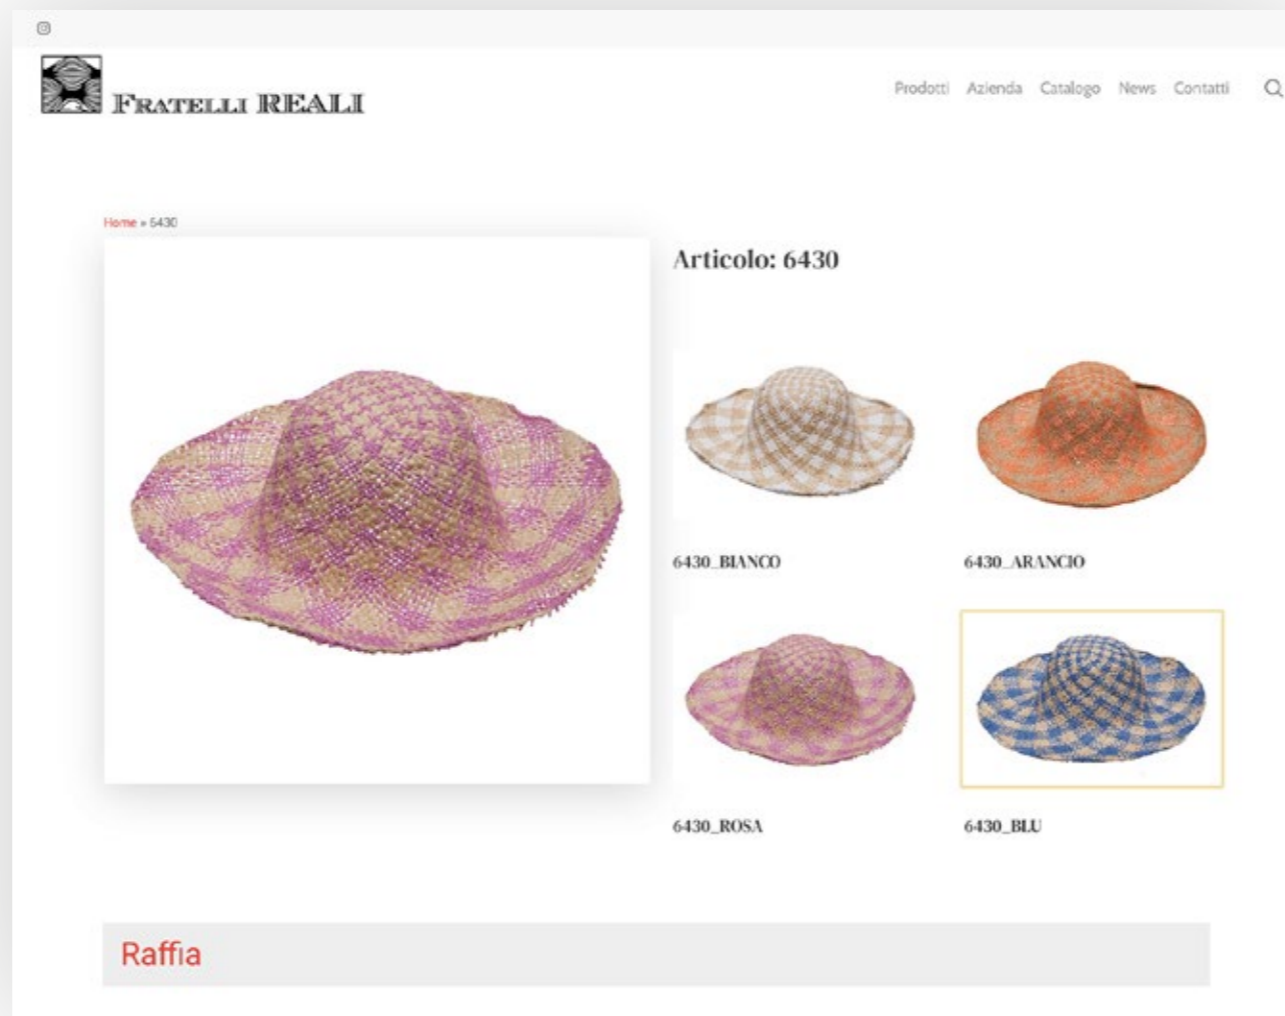 FRATELLI REALI
Prodotti Azienda Catalogo News Contatti
Home » 6430
Articolo: 6430
6430_BIANCO
6430_ARANCIO
6430_ROSA
6430_BLU
Raffia